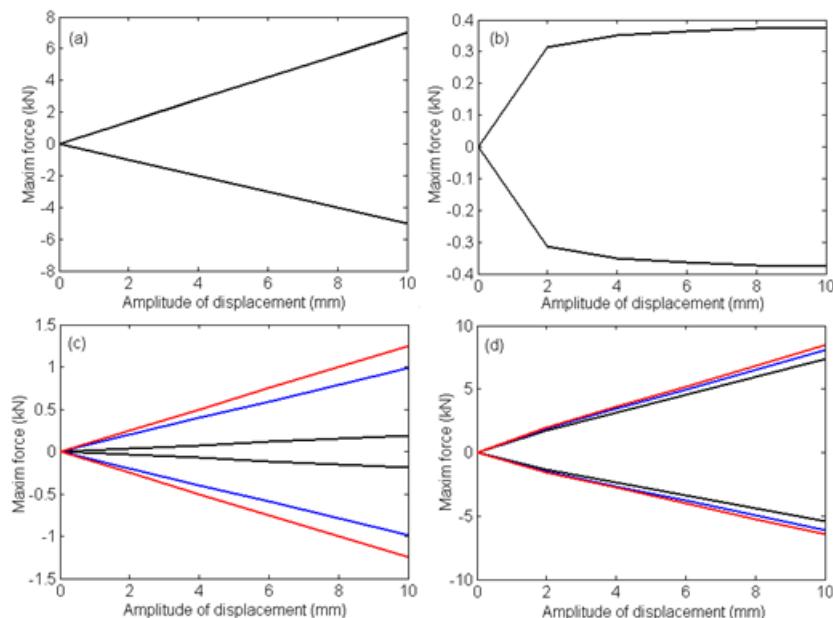 (a)
Maxim force (kN)
8
6
4
2
0
-2
-4
-6
8
0 2 4 6 8 10
Amplitude of displacement (mm)
(b)
Maxim force (kN)
0.4
0.3
0.2
0.1
0
-0.1
-0.2
-0.3
-0.4
0 2 4 6 8 10
Amplitude of displacement (mm)
(c)
Maxim force (kN)
1.5
1
0.5
0
-0.5
-1
-1.5
0 2 4 6 8 10
Amplitude of displacement (mm)
(d)
Maxim force (kN)
10
5
0
-5
-10
0 2 4 6 8 10
Amplitude of displacement (mm)